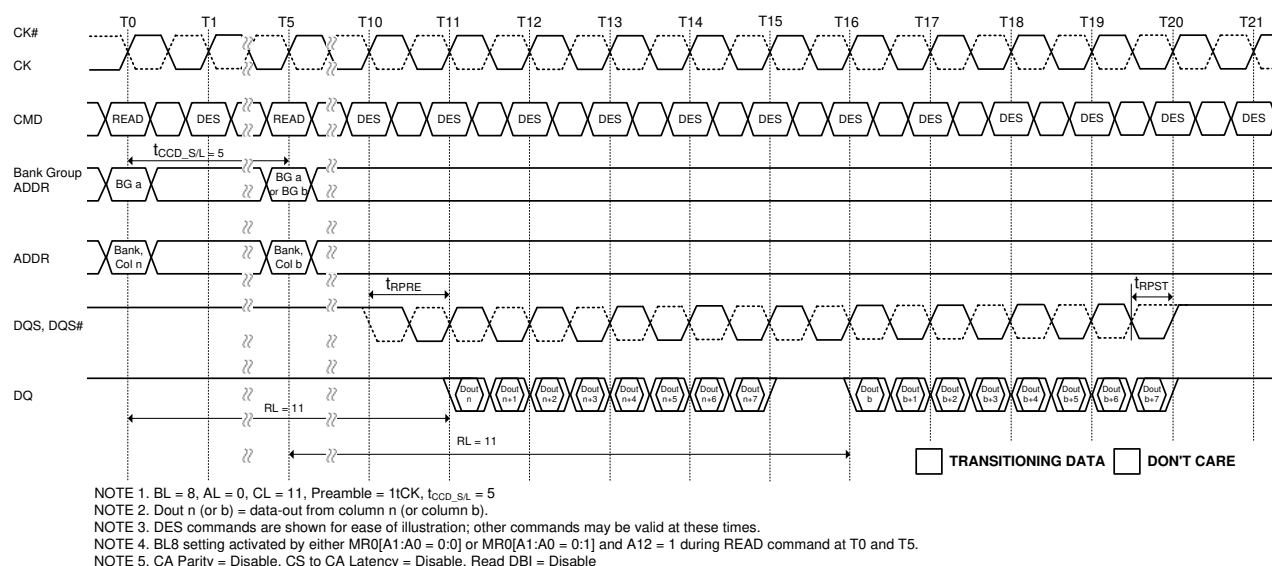 T0 T1 T5 T10 T11 T12 T13 T14 T15 T16 T17 T18 T19 T20 T21
CK#
CK
CMD READ DES READ DES DES DES DES DES DES DES DES DES DES DES DES
tCCD_S/L = 5
Bank Group
ADDR
BG a
BG a
or BG b
ADDR
Bank,
Col n
Bank,
Col b
tRPRE
tRPST
DQS, DQS#
DQ
Dout
n
Dout
n+1
Dout
n+2
Dout
n+3
Dout
n+4
Dout
n+5
Dout
n+6
Dout
n+7
Dout
b
Dout
b+1
Dout
b+2
Dout
b+3
Dout
b+4
Dout
b+5
Dout
b+6
Dout
b+7
RL = 11
RL = 11
TRANSITIONING DATA DON'T CARE
NOTE 1. BL = 8, AL = 0, CL = 11, Preamble = 1tCK, tCCD_S/L = 5
NOTE 2. Dout n (or b) = data-out from column n (or column b).
NOTE 3. DES commands are shown for ease of illustration; other commands may be valid at these times.
NOTE 4. BL8 setting activated by either MR0[A1:A0 = 0:0] or MR0[A1:A0 = 0:1] and A12 = 1 during READ command at T0 and T5.
NOTE 5. CA Parity = Disable, CS to CA Latency = Disable, Read DBI = Disable